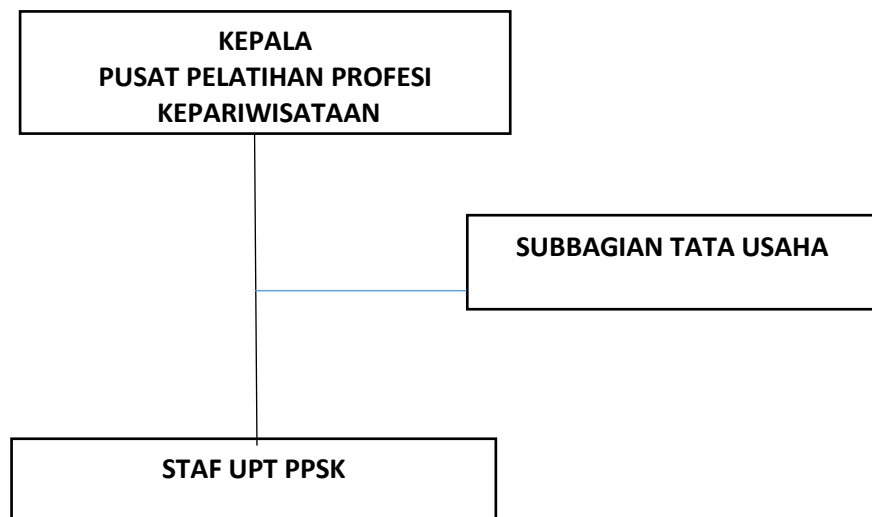 KEPALA
PUSAT PELATIHAN PROFESI
KEPARIWISATAAN
SUBBAGIAN TATA USAHA
STAF UPT PPSK